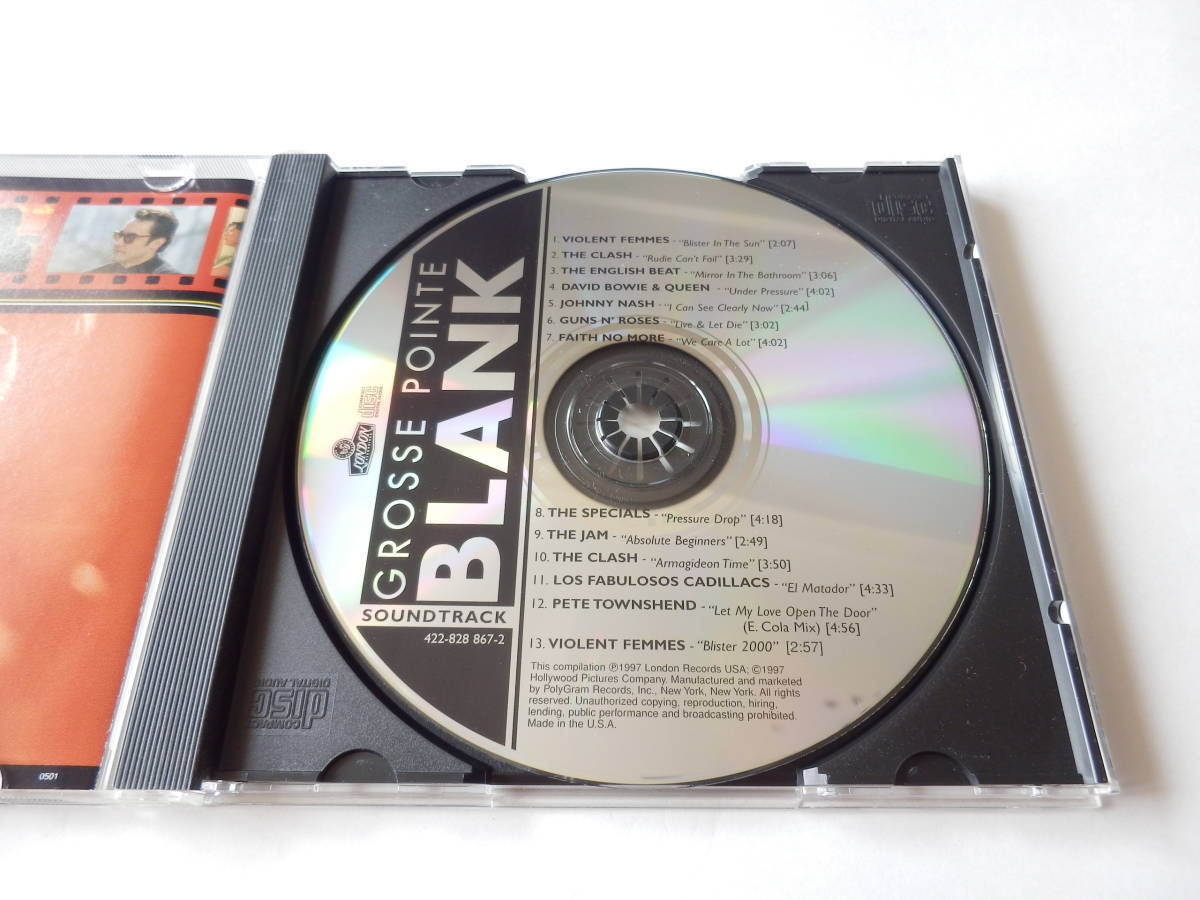 GROSSE POINTE
BLANK
SOUNDTRACK
422-828 867-2
LONDON
COMPACT
disc
DIGITAL AUDIO
1. VIOLENT FEMMES - "Blister In The Sun" [2:07]
2. THE CLASH - "Rudie Can't Fail" [3:29]
3. THE ENGLISH BEAT - "Mirror In The Bathroom" [3:06]
4. DAVID BOWIE & QUEEN - "Under Pressure" [4:02]
5. JOHNNY NASH - "I Can See Clearly Now" [2:44]
6. GUNS N' ROSES - "Live & Let Die" [3:02]
7. FAITH NO MORE - "We Care A Lot" [4:02]
8. THE SPECIALS - "Pressure Drop" [4:18]
9. THE JAM - "Absolute Beginners" [2:49]
10. THE CLASH - "Armagideon Time" [3:50]
11. LOS FABULOSOS CADILLACS - "El Matador" [4:33]
12. PETE TOWNSHEND - "Let My Love Open The Door"
(E. Cola Mix) [4:56]
13. VIOLENT FEMMES - "Blister 2000" [2:57]
This compilation ℗1997 London Records USA; ©1997
Hollywood Pictures Company. Manufactured and marketed
by PolyGram Records, Inc., New York, New York. All rights
reserved. Unauthorized copying, reproduction, hiring,
lending, public performance and broadcasting prohibited.
Made in the U.S.A.
disc
DIGITAL AUDIO
COMPACT
disc
DIGITAL AUDIO
0501